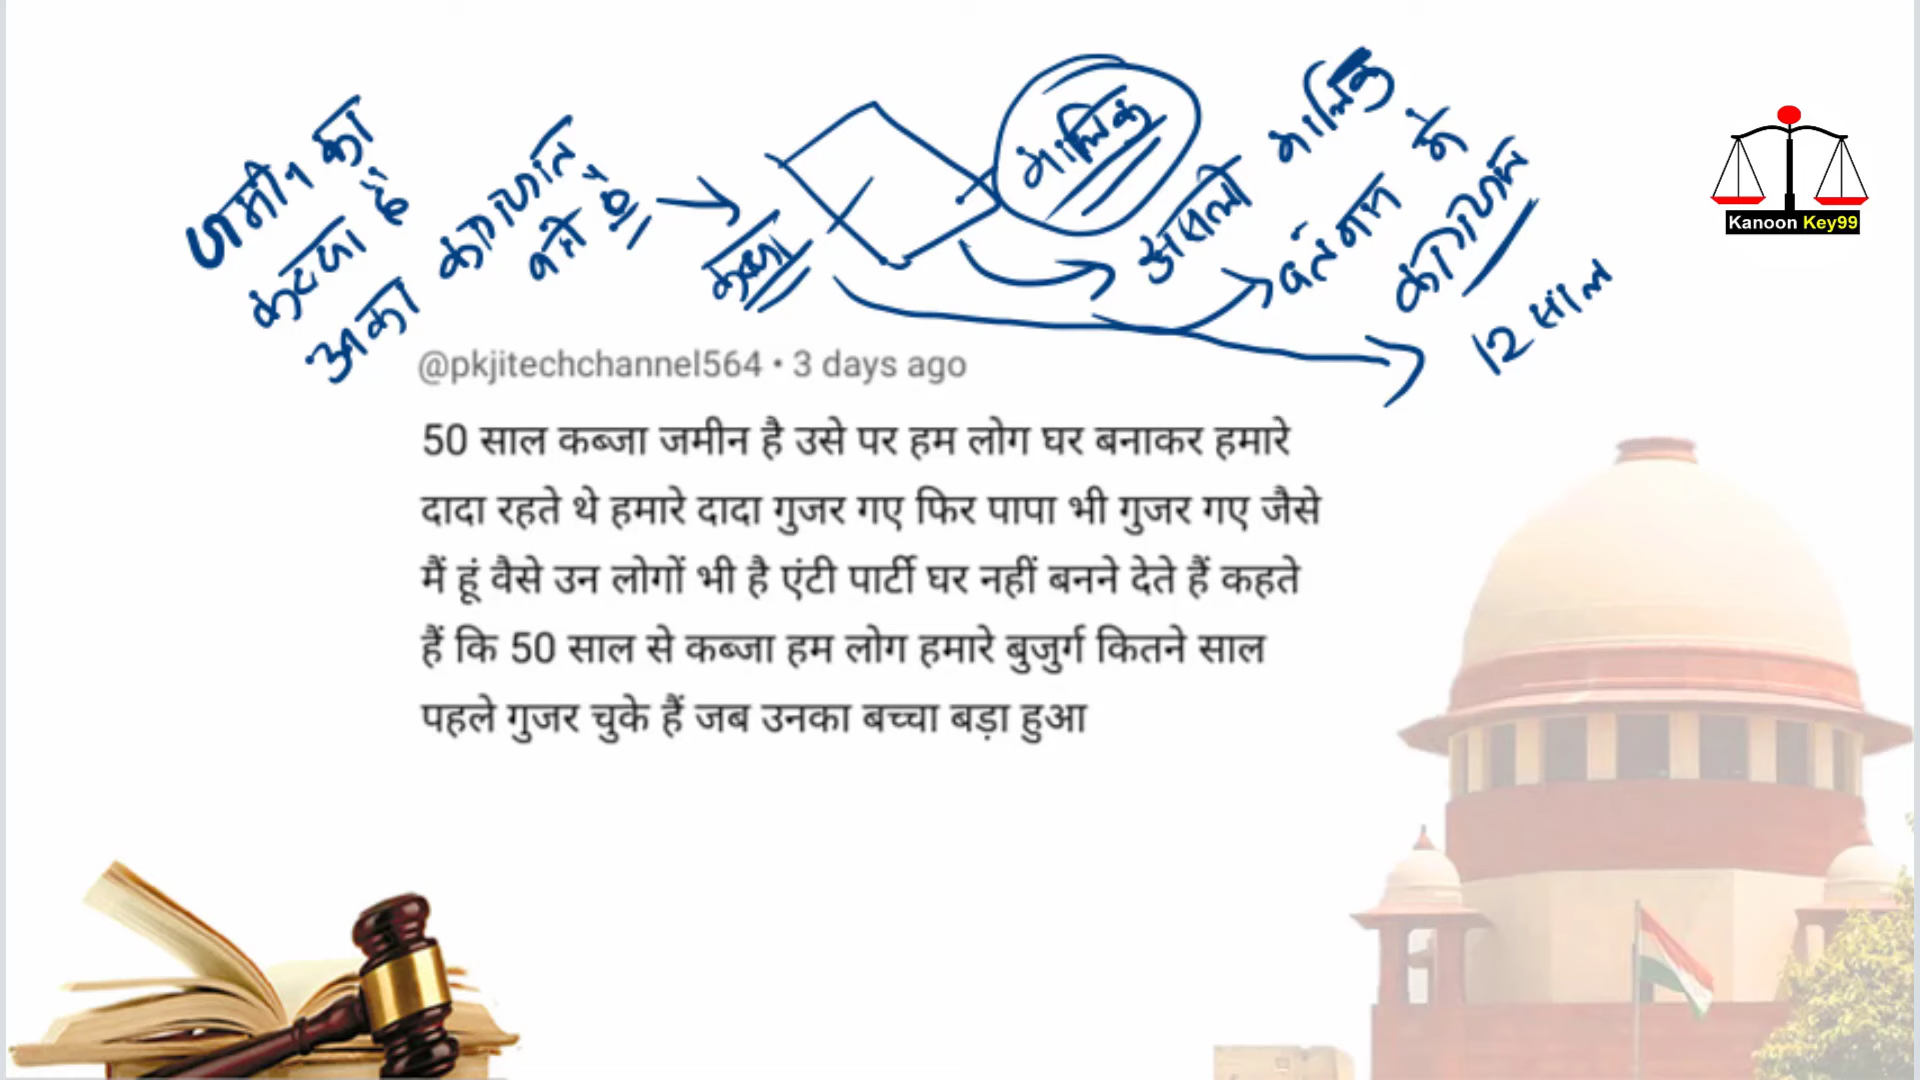 जमीन का
कब्जा है
उसका कागजात
बने है।
कब्जा
मालिक
असली मालिक
वर्तमान में
कागजात
12 साल
Kanoon Key99
@pkjitechchannel564 • 3 days ago
50 साल कब्जा जमीन है उसे पर हम लोग घर बनाकर हमारे
दादा रहते थे हमारे दादा गुजर गए फिर पापा भी गुजर गए जैसे
मैं हूं वैसे उन लोगों भी है एंटी पार्टी घर नहीं बनने देते हैं कहते
हैं कि 50 साल से कब्जा हम लोग हमारे बुजुर्ग कितने साल
पहले गुजर चुके हैं जब उनका बच्चा बड़ा हुआ